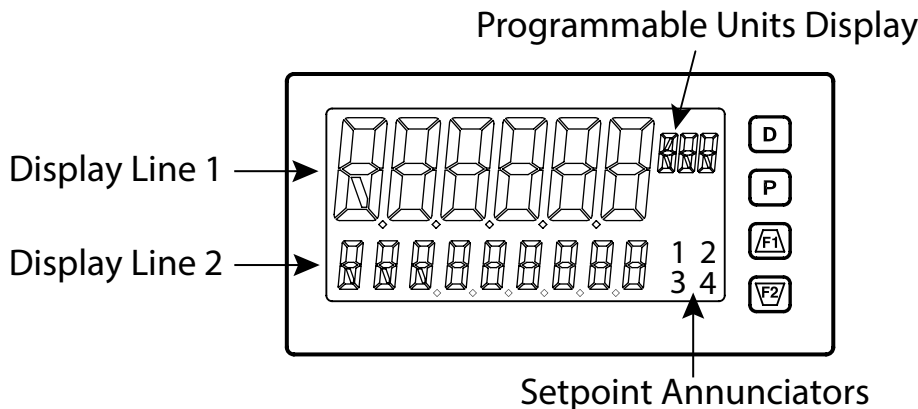 Programmable Units Display
D
Display Line 1
P
F1
Display Line 2
1 2
3 4
F2
Setpoint Annunciators